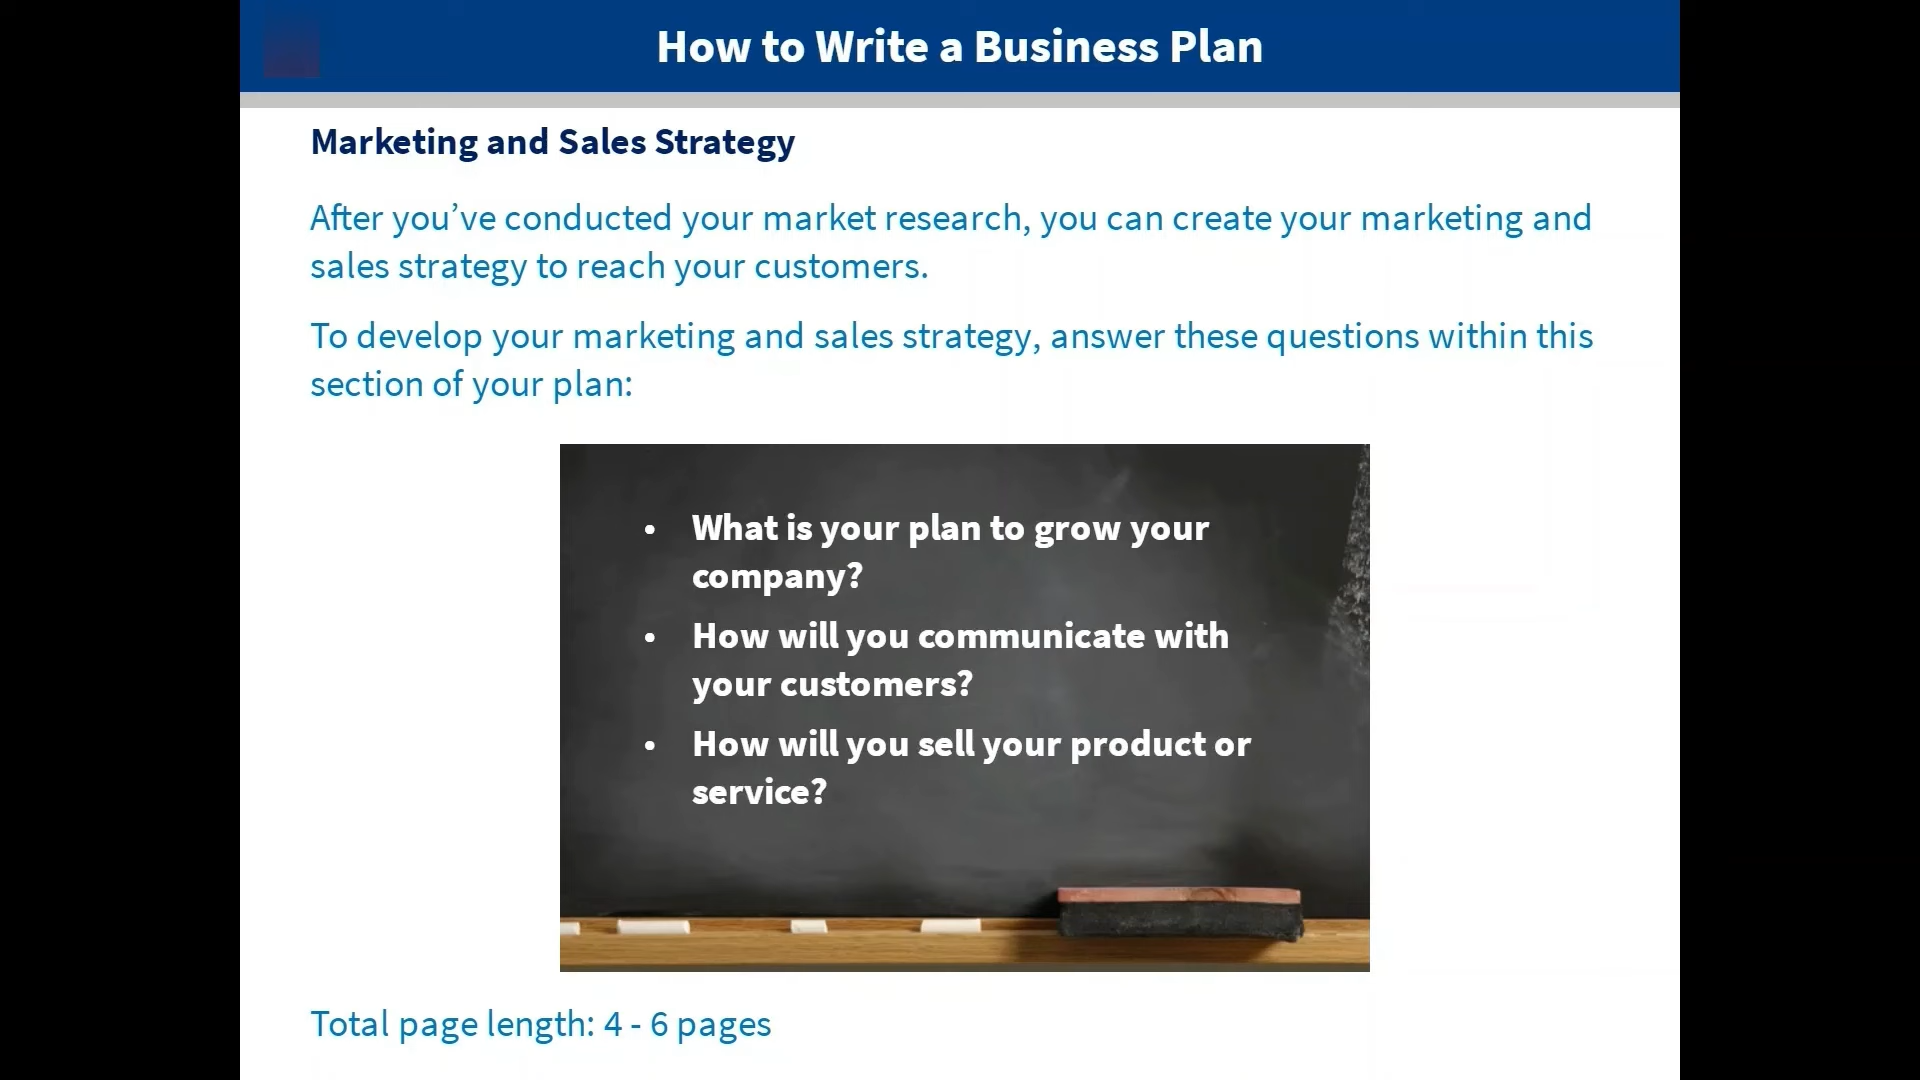 How to Write a Business Plan
Marketing and Sales Strategy
After you’ve conducted your market research, you can create your marketing and
sales strategy to reach your customers.
To develop your marketing and sales strategy, answer these questions within this
section of your plan:
• What is your plan to grow your
company?
• How will you communicate with
your customers?
• How will you sell your product or
service?
Total page length: 4 - 6 pages